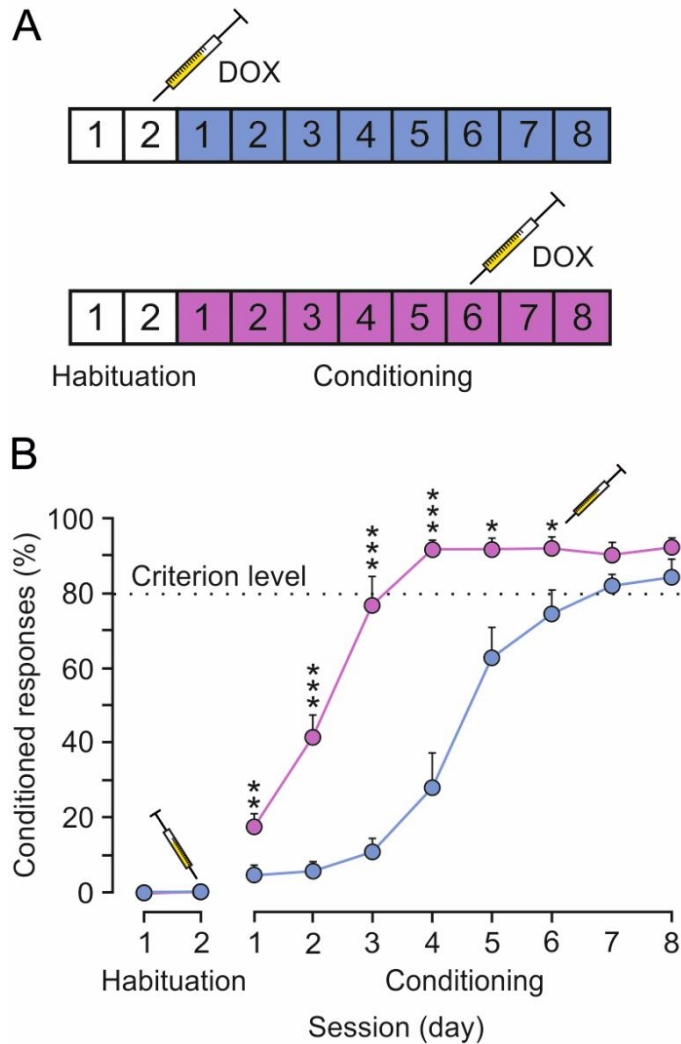 A
DOX
1 2 1 2 3 4 5 6 7 8
DOX
1 2 1 2 3 4 5 6 7 8
Habituation Conditioning
B
100
80
60
40
20
0
Conditioned responses (%)
Criterion level
**
***
***
***
*
*
1 2 1 2 3 4 5 6 7 8
Habituation Conditioning
Session (day)